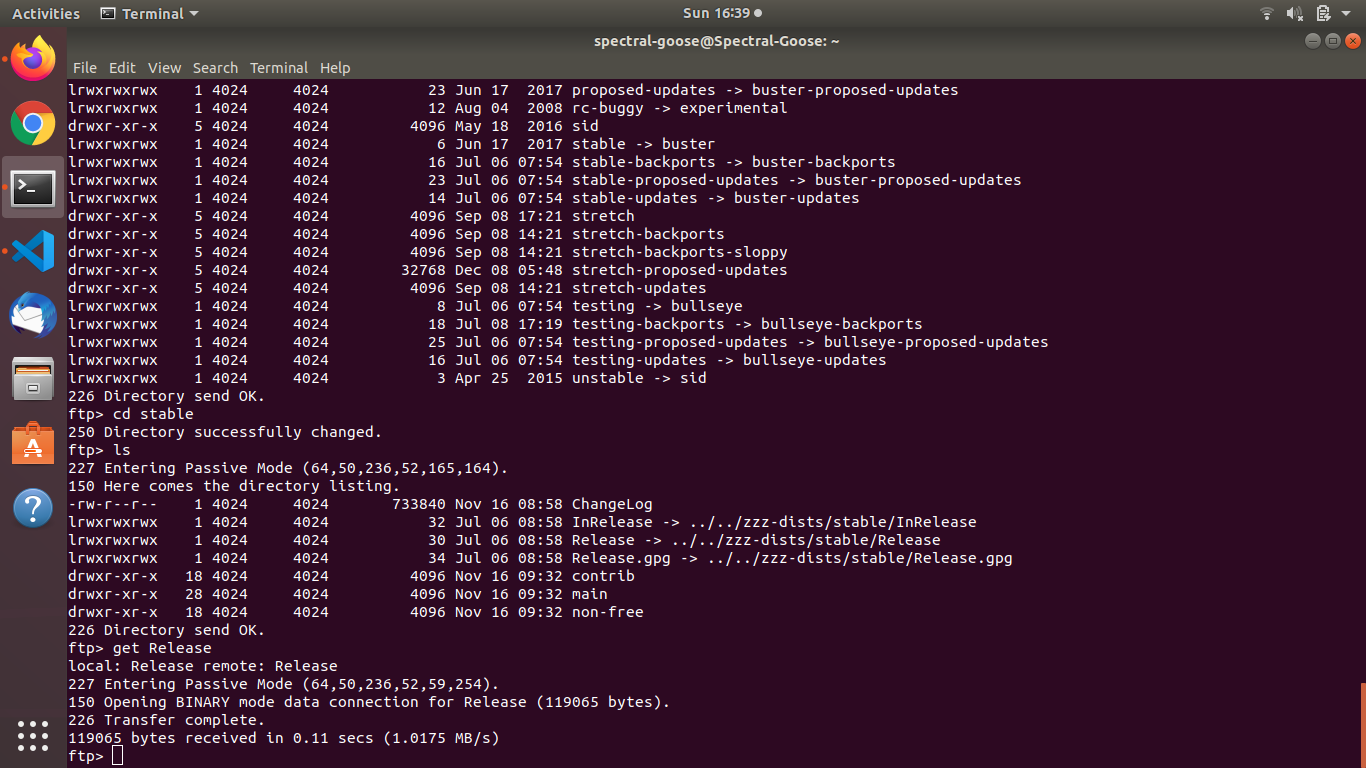 Activities Terminal Sun 16:39
spectral-goose@Spectral-Goose: ~
File Edit View Search Terminal Help
lrwxrwxrwx    1 4024     4024           23 Jun 17  2017 proposed-updates -> buster-proposed-updates
lrwxrwxrwx    1 4024     4024           12 Aug 04  2008 rc-buggy -> experimental
drwxr-xr-x    5 4024     4024         4096 May 18  2016 sid
lrwxrwxrwx    1 4024     4024            6 Jun 17  2017 stable -> buster
lrwxrwxrwx    1 4024     4024           16 Jul 06 07:54 stable-backports -> buster-backports
lrwxrwxrwx    1 4024     4024           23 Jul 06 07:54 stable-proposed-updates -> buster-proposed-updates
lrwxrwxrwx    1 4024     4024           14 Jul 06 07:54 stable-updates -> buster-updates
drwxr-xr-x    5 4024     4024         4096 Sep 08 17:21 stretch
drwxr-xr-x    5 4024     4024         4096 Sep 08 14:21 stretch-backports
drwxr-xr-x    5 4024     4024         4096 Sep 08 14:21 stretch-backports-sloppy
drwxr-xr-x    5 4024     4024        32768 Dec 08 05:48 stretch-proposed-updates
drwxr-xr-x    5 4024     4024         4096 Sep 08 14:21 stretch-updates
lrwxrwxrwx    1 4024     4024            8 Jul 06 07:54 testing -> bullseye
lrwxrwxrwx    1 4024     4024           18 Jul 08 17:19 testing-backports -> bullseye-backports
lrwxrwxrwx    1 4024     4024           25 Jul 06 07:54 testing-proposed-updates -> bullseye-proposed-updates
lrwxrwxrwx    1 4024     4024           16 Jul 06 07:54 testing-updates -> bullseye-updates
lrwxrwxrwx    1 4024     4024            3 Apr 25  2015 unstable -> sid
226 Directory send OK.
ftp> cd stable
250 Directory successfully changed.
ftp> ls
227 Entering Passive Mode (64,50,236,52,165,164).
150 Here comes the directory listing.
-rw-r--r--    1 4024     4024       733840 Nov 16 08:58 ChangeLog
lrwxrwxrwx    1 4024     4024           32 Jul 06 08:58 InRelease -> ../../zzz-dists/stable/InRelease
lrwxrwxrwx    1 4024     4024           30 Jul 06 08:58 Release -> ../../zzz-dists/stable/Release
lrwxrwxrwx    1 4024     4024           34 Jul 06 08:58 Release.gpg -> ../../zzz-dists/stable/Release.gpg
drwxr-xr-x   18 4024     4024         4096 Nov 16 09:32 contrib
drwxr-xr-x   28 4024     4024         4096 Nov 16 09:32 main
drwxr-xr-x   18 4024     4024         4096 Nov 16 09:32 non-free
226 Directory send OK.
ftp> get Release
local: Release remote: Release
227 Entering Passive Mode (64,50,236,52,59,254).
150 Opening BINARY mode data connection for Release (119065 bytes).
226 Transfer complete.
119065 bytes received in 0.11 secs (1.0175 MB/s)
ftp>